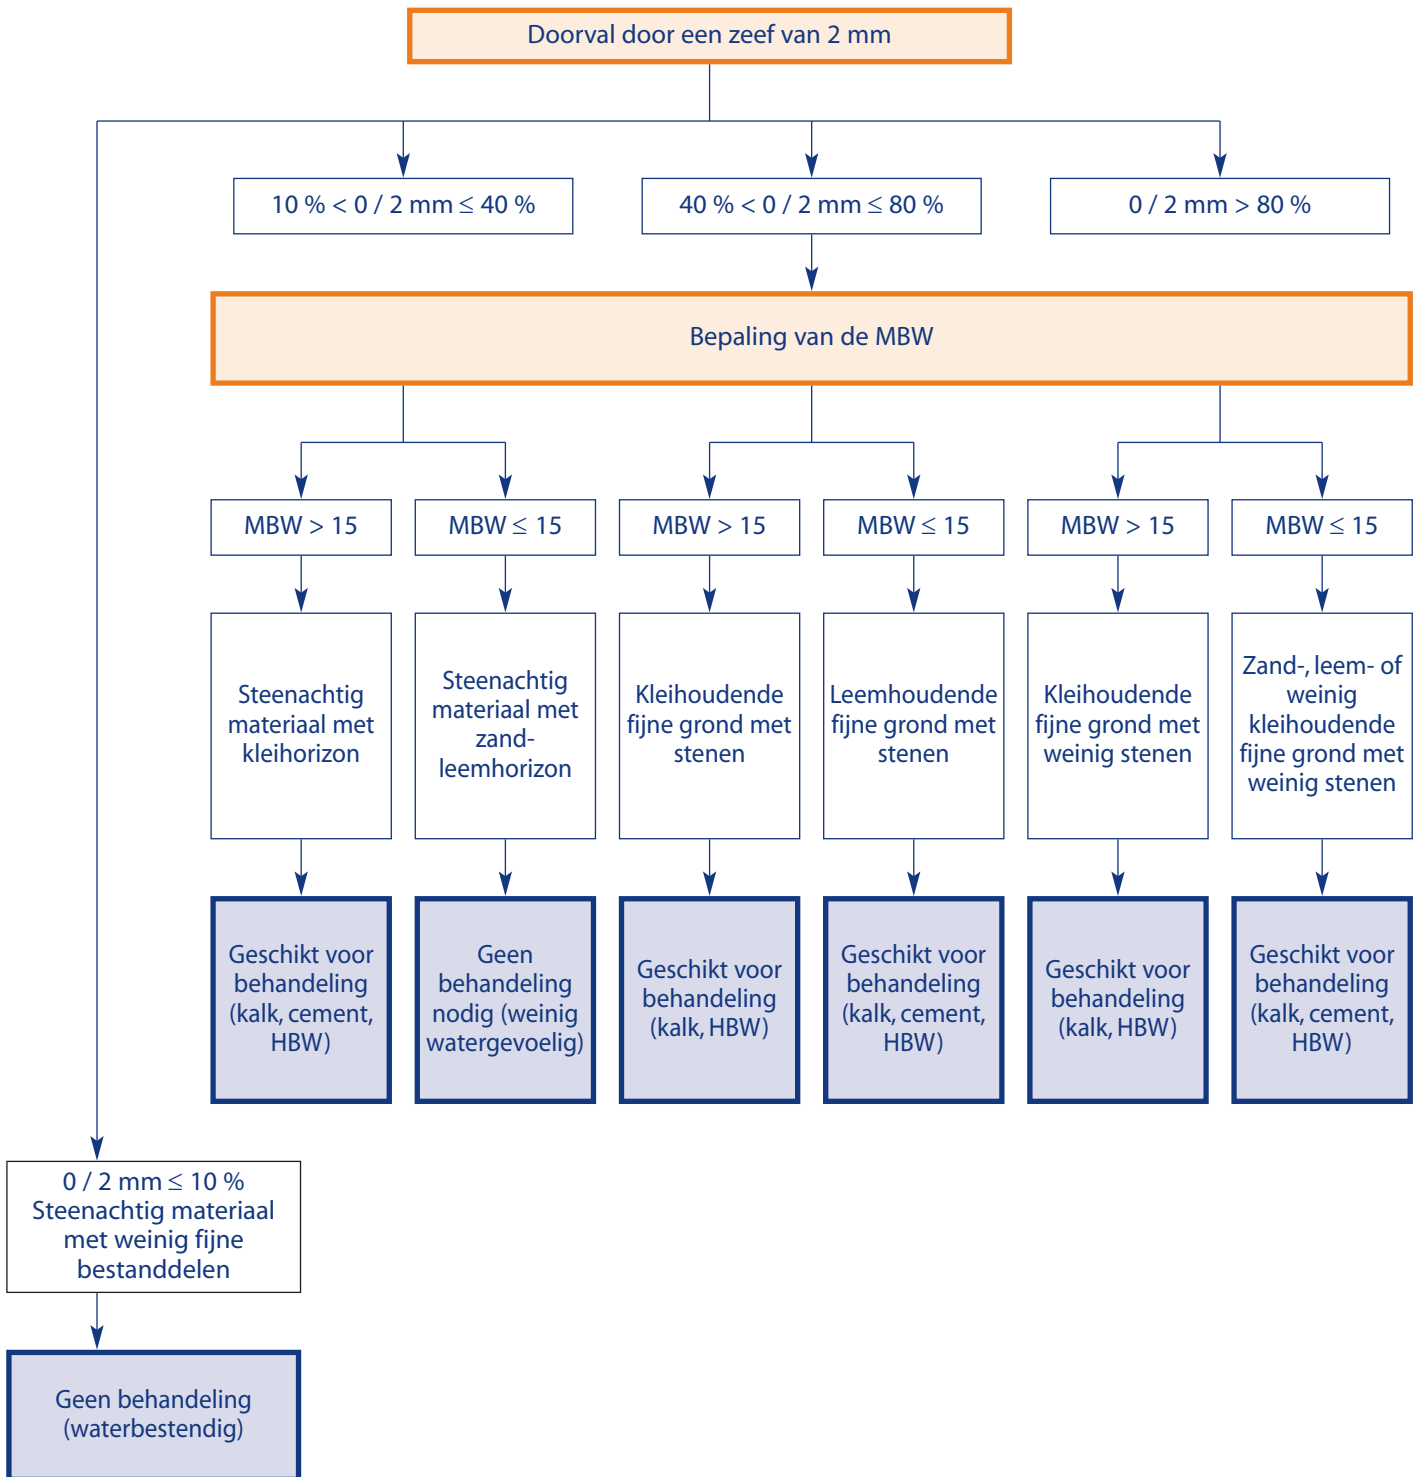 Doorval door een zeef van 2 mm
10 % < 0 / 2 mm ≤ 40 %
40 % < 0 / 2 mm ≤ 80 %
0 / 2 mm > 80 %
Bepaling van de MBW
MBW > 15
MBW ≤ 15
MBW > 15
MBW ≤ 15
MBW > 15
MBW ≤ 15
Steenachtig
materiaal met
kleihorizon
Steenachtig
materiaal met
zand-
leemhorizon
Kleihoudende
fijne grond met
stenen
Leemhoudende
fijne grond met
stenen
Kleihoudende
fijne grond met
weinig stenen
Zand-, leem- of
weinig
kleihoudende
fijne grond met
weinig stenen
Geschikt voor
behandeling
(kalk, cement,
HBW)
Geen
behandeling
nodig (weinig
watergevoelig)
Geschikt voor
behandeling
(kalk, HBW)
Geschikt voor
behandeling
(kalk, cement,
HBW)
Geschikt voor
behandeling
(kalk, HBW)
Geschikt voor
behandeling
(kalk, cement,
HBW)
0 / 2 mm ≤ 10 %
Steenachtig materiaal
met weinig fijne
bestanddelen
Geen behandeling
(waterbestendig)